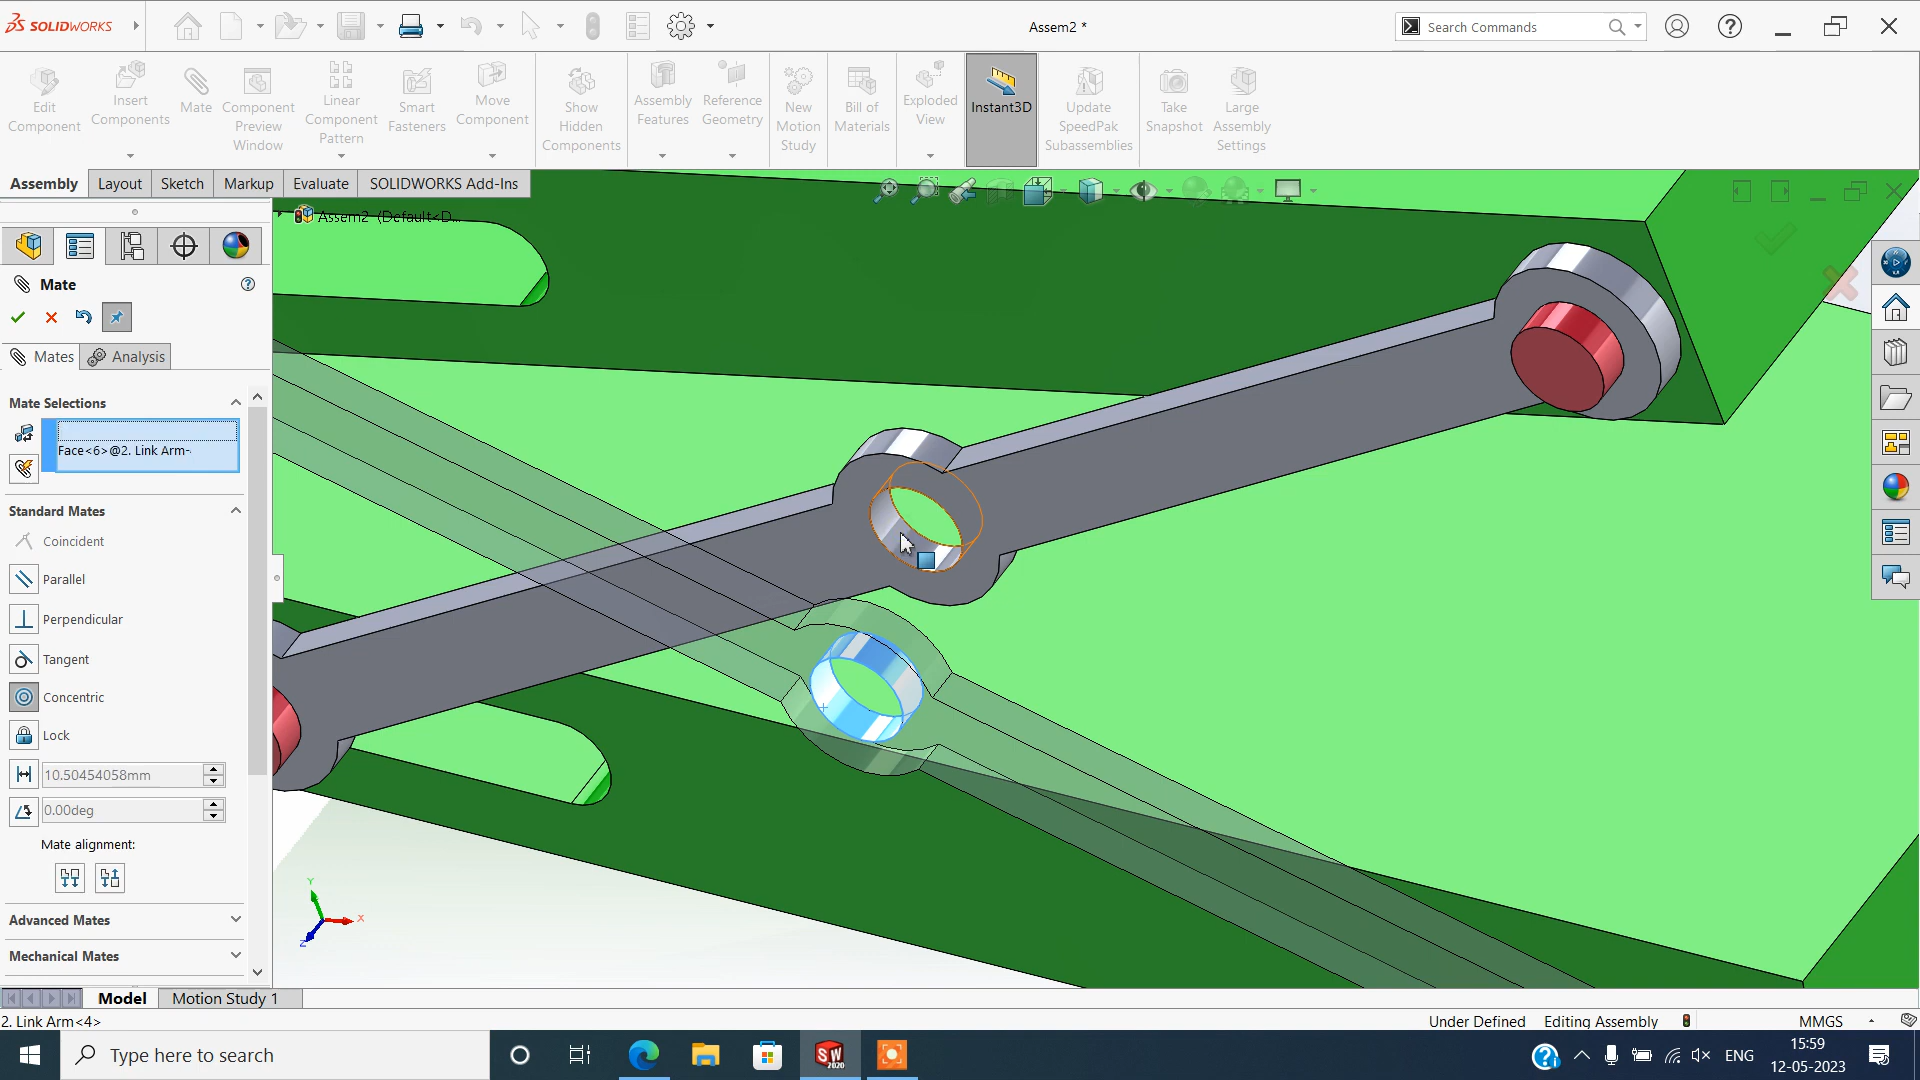 SOLIDWORKS
Assem2 *
Search Commands
Edit
Component
Insert
Components
Mate
Component
Preview
Window
Linear
Component
Pattern
Smart
Fasteners
Move
Component
Show
Hidden
Components
Assembly
Features
Reference
Geometry
New
Motion
Study
Bill of
Materials
Exploded
View
Instant3D
Update
SpeedPak
Subassemblies
Take
Snapshot
Large
Assembly
Settings
Assembly
Layout
Sketch
Markup
Evaluate
SOLIDWORKS Add-Ins
Assem2 (Default<D...
Mate
Mates
Analysis
Mate Selections
Face<6>@2. Link Arm-
Standard Mates
Coincident
Parallel
Perpendicular
Tangent
Concentric
Lock
10.50454058mm
0.00deg
Mate alignment:
Advanced Mates
Mechanical Mates
Y
X
Z
Model
Motion Study 1
2. Link Arm<4>
Under Defined
Editing Assembly
MMGS
Type here to search
SW
2020
ENG
15:59
12-05-2023